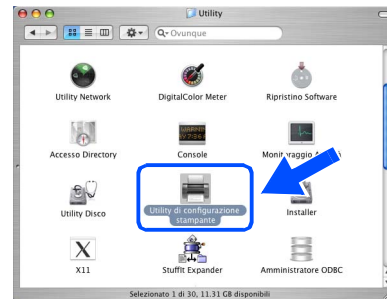 Utility
Ovunque
Utility Network
DigitalColor Meter
Ripristino Software
Accesso Directory
Console
Monitoraggio
Utility Disco
Utility di configurazione
stampante
Installer
X11
StuffIt Expander
Amministratore ODBC
Selezionato 1 di 30, 11.31 GB disponibili